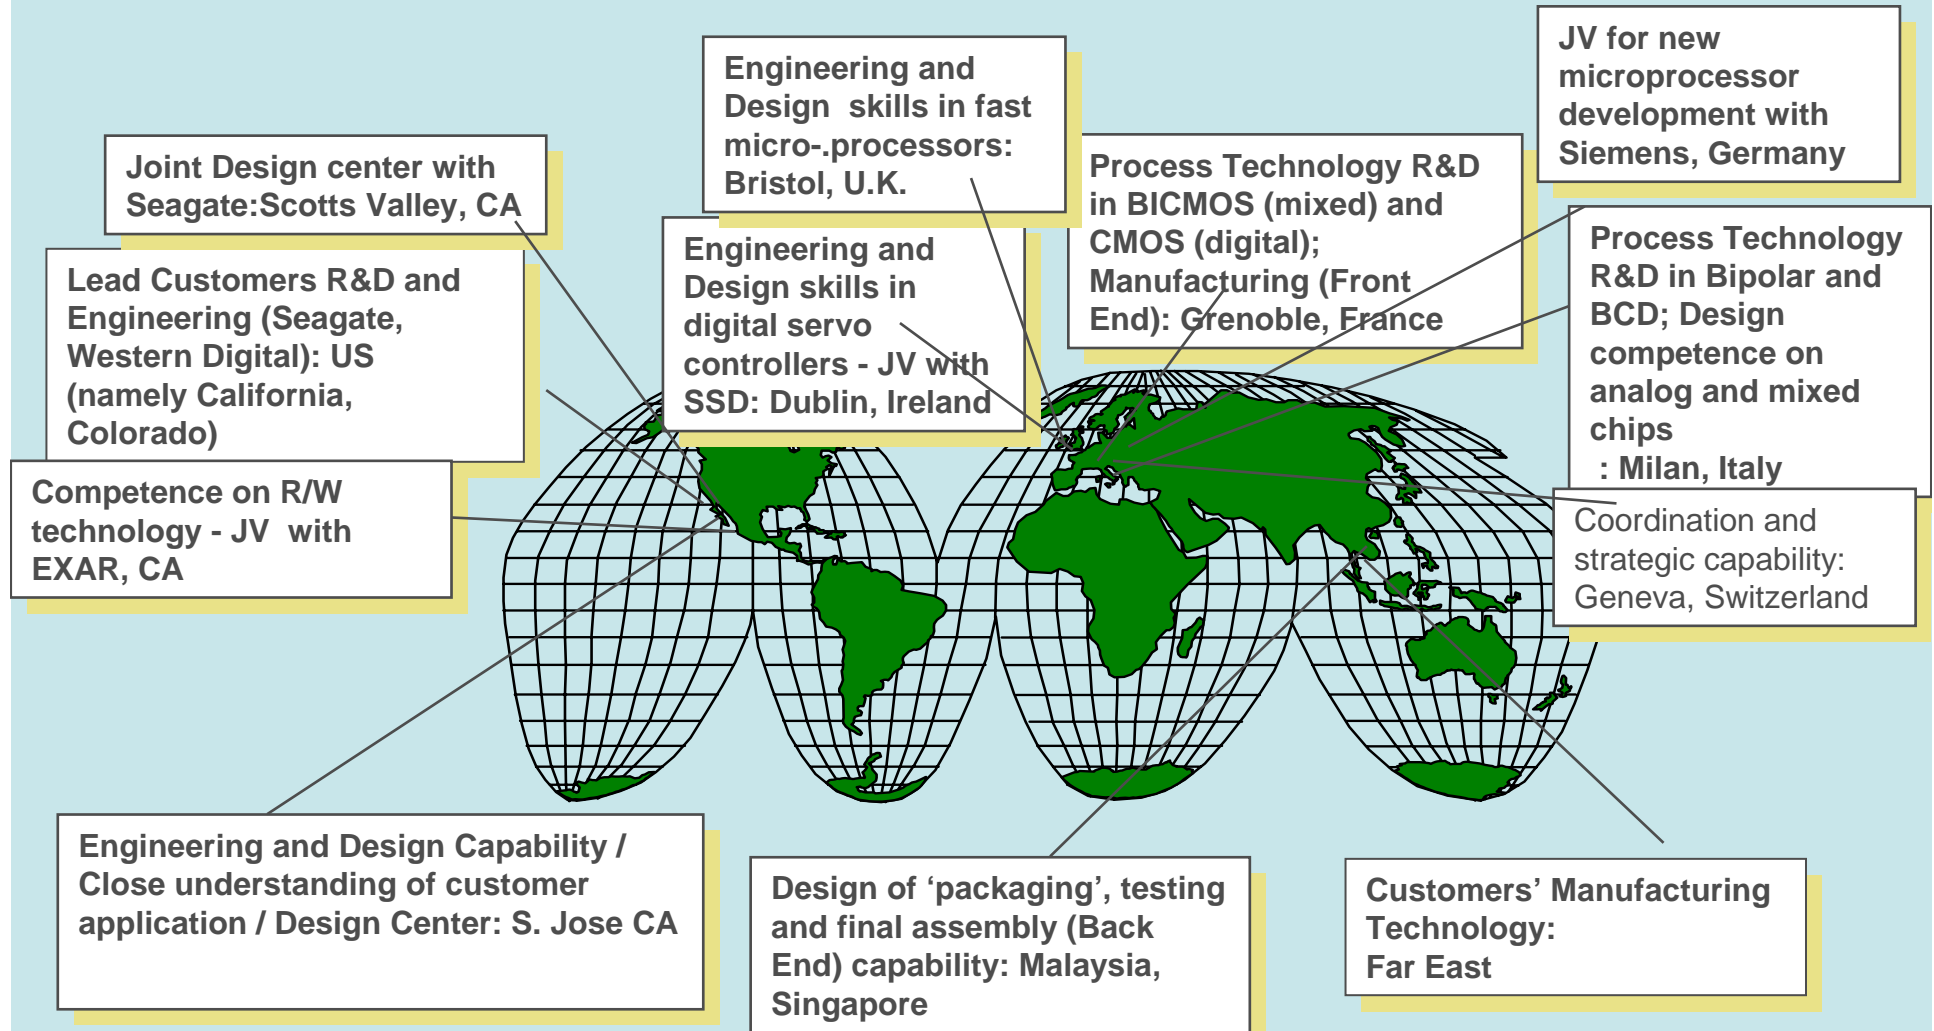 JV for new
microprocessor
development with
Siemens, Germany
Engineering and
Design  skills in fast
micro-.processors:
Bristol, U.K.
Joint Design center with
Seagate:Scotts Valley, CA
Process Technology R&D
in BICMOS (mixed) and
CMOS (digital);
Manufacturing (Front
End): Grenoble, France
Process Technology
R&D in Bipolar and
BCD; Design
competence on
analog and mixed
chips
: Milan, Italy
Engineering and
Design skills in
digital servo
controllers - JV with
SSD: Dublin, Ireland
Lead Customers R&D and
Engineering (Seagate,
Western Digital): US
(namely California,
Colorado)
Competence on R/W
technology - JV  with
EXAR, CA
Coordination and
strategic capability:
Geneva, Switzerland
Engineering and Design Capability /
Close understanding of customer
application / Design Center: S. Jose CA
Design of ‘packaging’, testing
and final assembly (Back
End) capability: Malaysia,
Singapore
Customers’ Manufacturing
Technology:
Far East